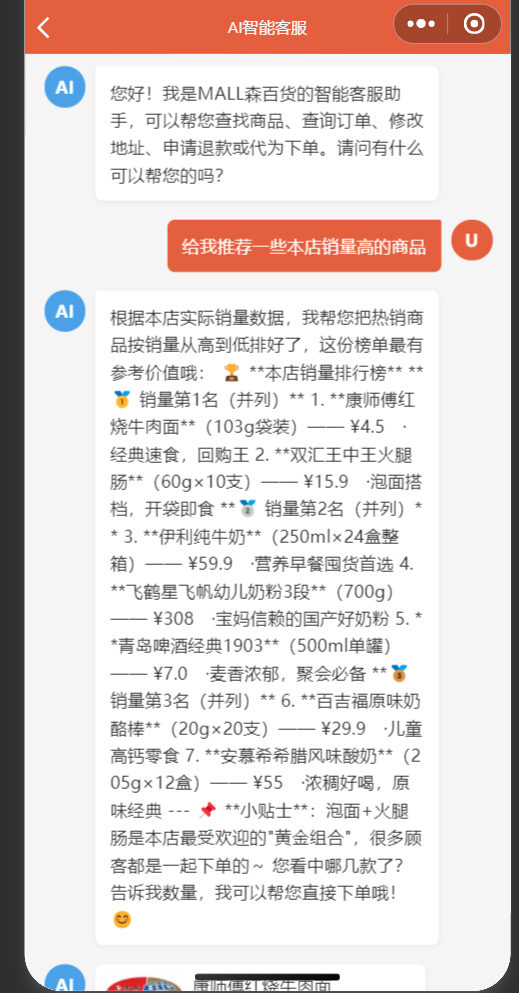 AI智能客服
AI
您好！我是MALL森百货的智能客服助
手，可以帮您查找商品、查询订单、修改
地址、申请退款或代为下单。请问有什么
可以帮您的吗？
给我推荐一些本店销量高的商品
U
AI
根据本店实际销量数据，我帮您把热销商
品按销量从高到低排好了，这份榜单最有
参考价值哦： 🏆 **本店销量排行榜** **
🥇 销量第1名（并列）** 1. **康师傅红
烧牛肉面**（103g袋装）—— ¥4.5 ·
经典速食，回购王 2. **双汇王中王火腿
肠**（60g×10支）—— ¥15.9 ·泡面搭
档，开袋即食 **🥈 销量第2名（并列）*
* 3. **伊利纯牛奶**（250ml×24盒整
箱）—— ¥59.9 ·营养早餐囤货首选 4.
**飞鹤星飞帆幼儿奶粉3段**（700g）
—— ¥308 ·宝妈信赖的国产好奶粉 5. *
*青岛啤酒经典1903**（500ml单罐）
—— ¥7.0 ·麦香浓郁，聚会必备 **🥉
销量第3名（并列）** 6. **百吉福原味奶
酪棒**（20g×20支）—— ¥29.9 ·儿童
高钙零食 7. **安慕希希腊风味酸奶**（2
05g×12盒）—— ¥55 ·浓稠好喝，原
味经典 --- 📌 **小贴士**：泡面+火腿
肠是本店最受欢迎的"黄金组合"，很多顾
客都是一起下单的～ 您看中哪几款了？
告诉我数量，我可以帮您直接下单哦！
😊
AI
康师傅红烧牛肉面